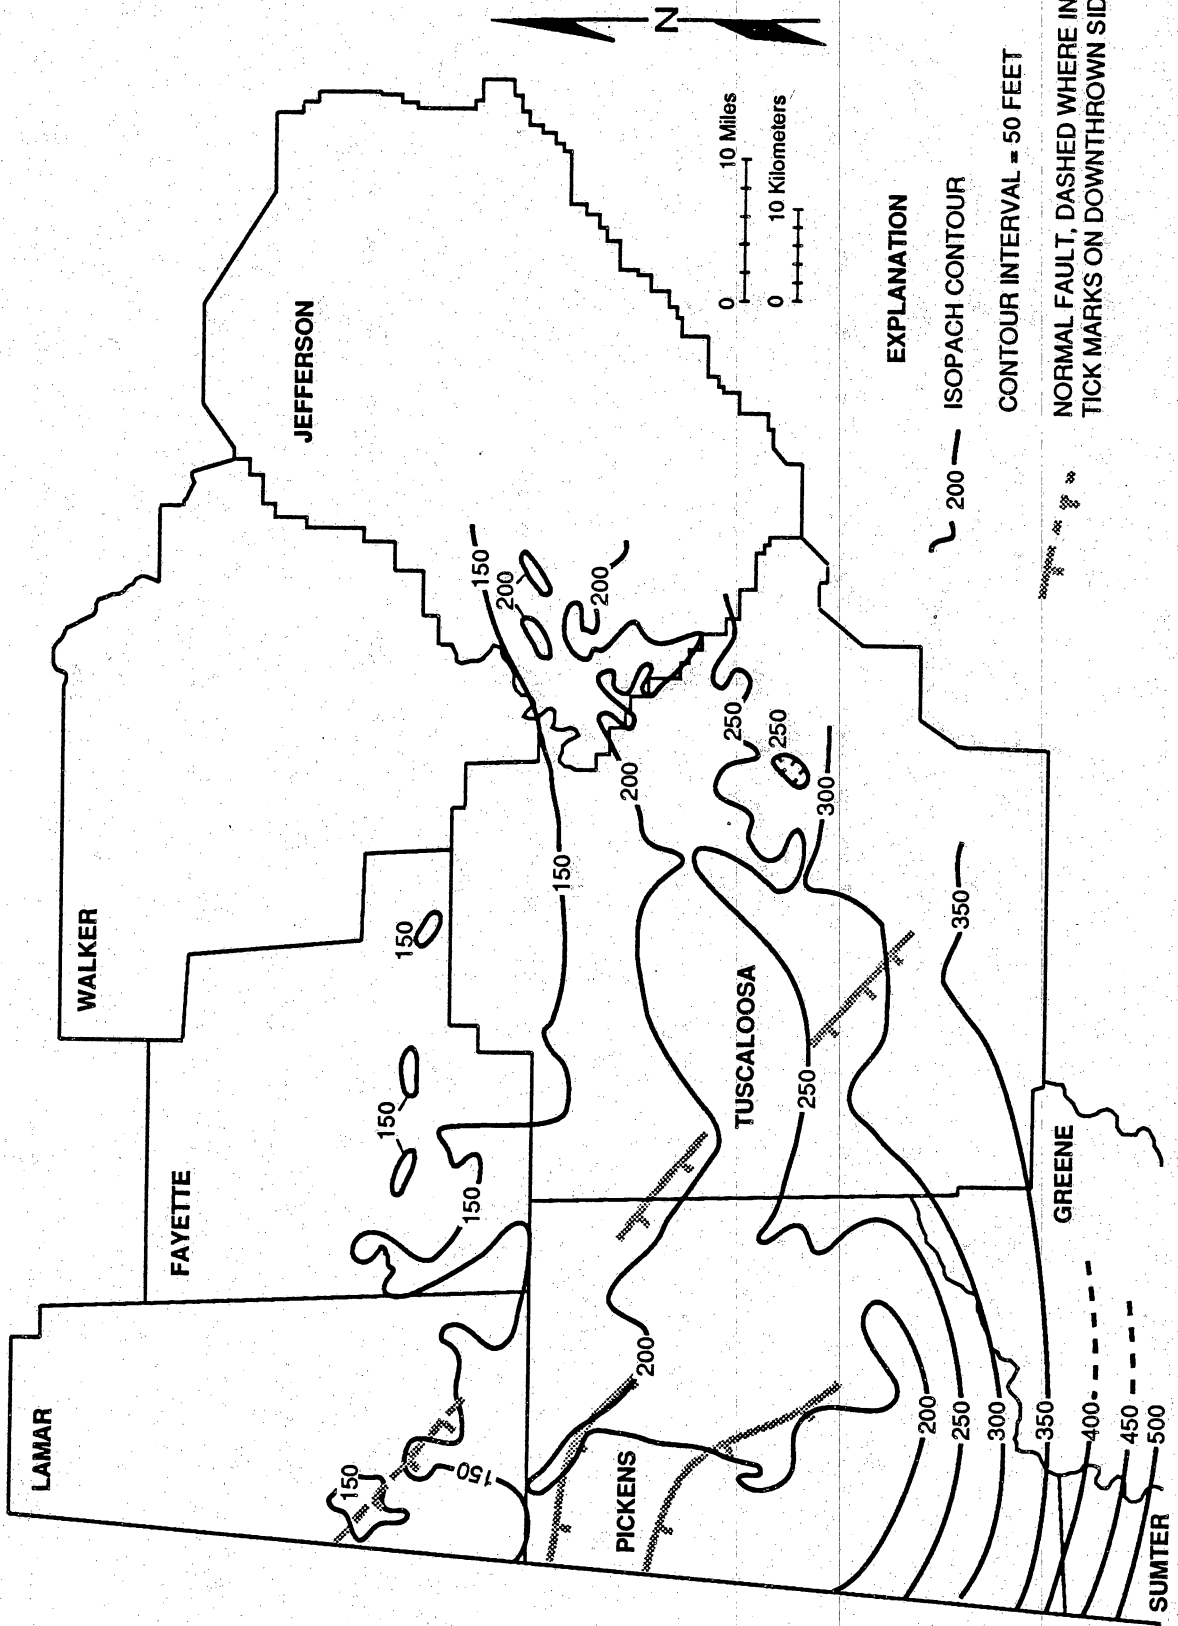 N
WALKER
JEFFERSON
LAMAR
FAYETTE
TUSCALOOSA
PICKENS
GREENE
SUMTER
150
200
200
150
150
150
150
150
150
200
250
250
300
350
250
200
200
250
300
350
400
450
500
0 10 Miles
0 10 Kilometers
EXPLANATION
200 ISOPACH CONTOUR
CONTOUR INTERVAL = 50 FEET
NORMAL FAULT, DASHED WHERE IN
TICK MARKS ON DOWNTHROWN SID
?